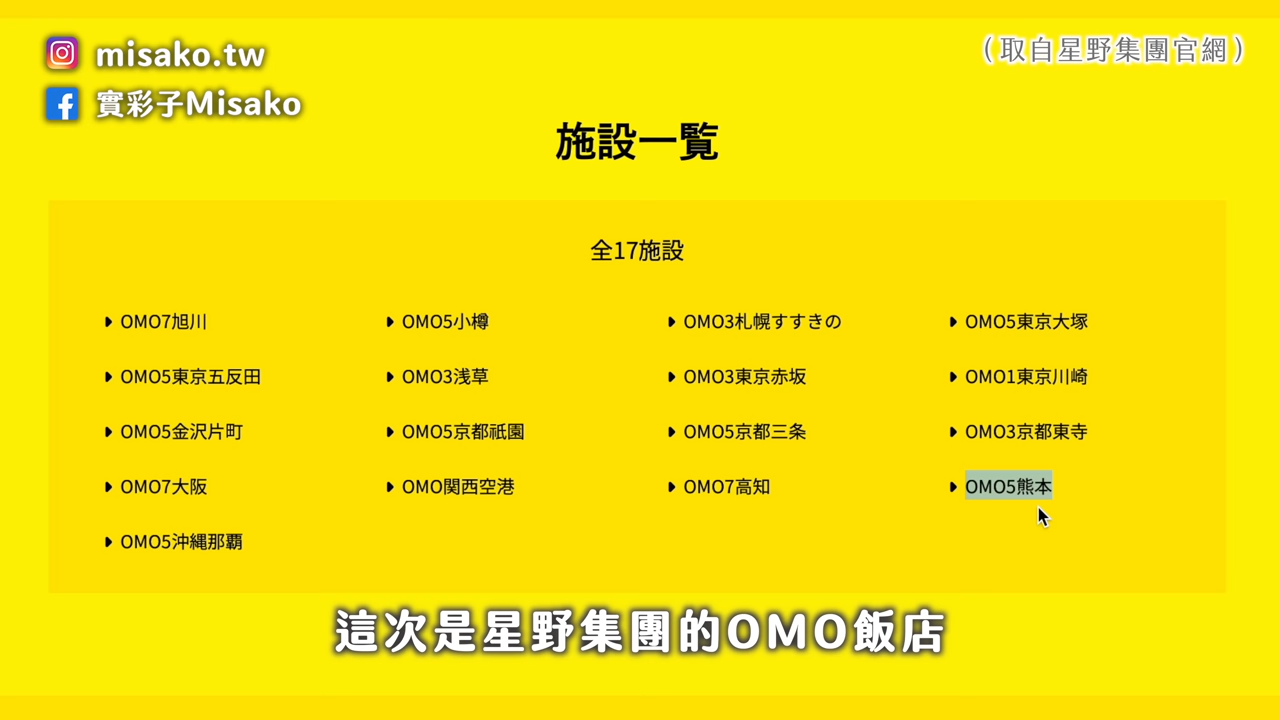 misako.tw
實彩子Misako
（取自星野集團官網）
施設一覧
全17施設
OMO7旭川
OMO5小樽
OMO3札幌すすきの
OMO5東京大塚
OMO5東京五反田
OMO3浅草
OMO3東京赤坂
OMO1東京川崎
OMO5金沢片町
OMO5京都祇園
OMO5京都三条
OMO3京都東寺
OMO7大阪
OMO関西空港
OMO7高知
OMO5熊本
OMO5沖縄那覇
這次是星野集團的OMO飯店